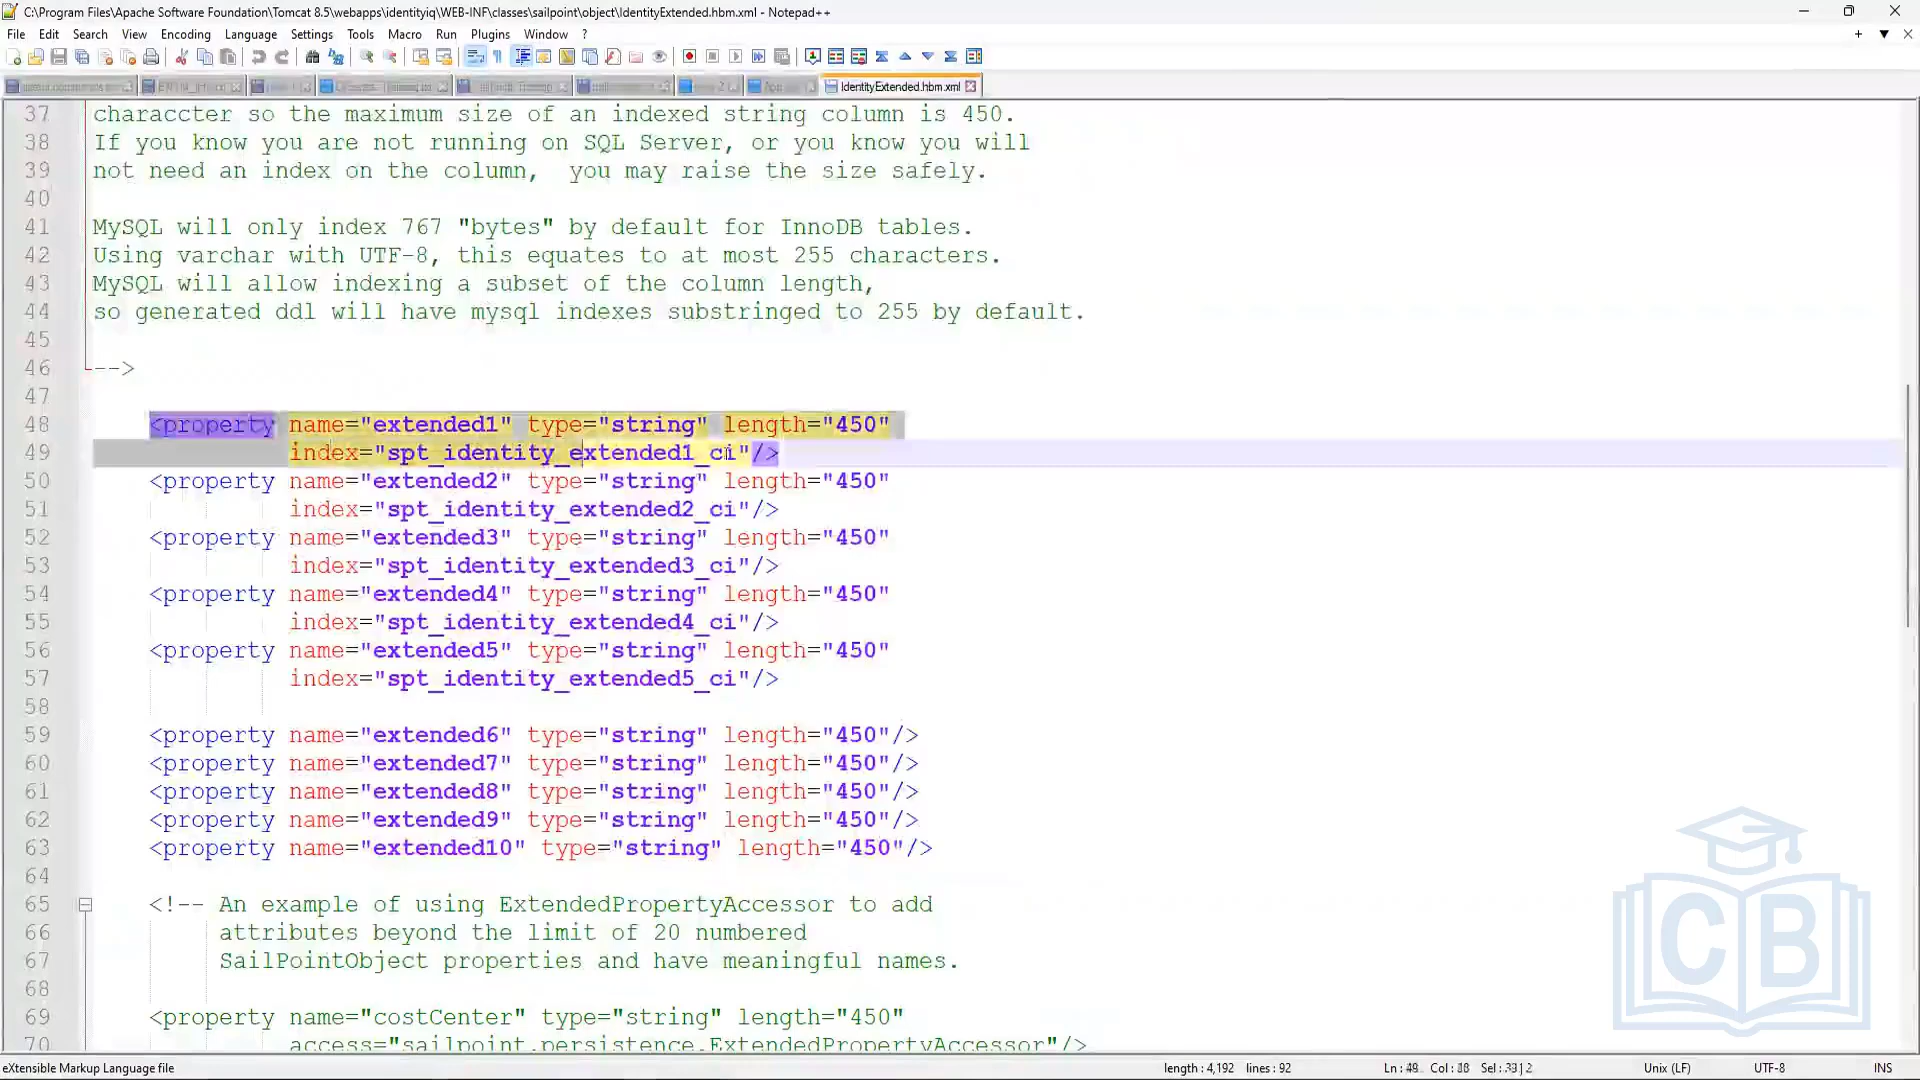 C:\Program Files\Apache Software Foundation\Tomcat 8.5\webapps\identityiq\WEB-INF\classes\sailpoint\object\IdentityExtended.hbm.xml - Notepad++
File Edit Search View Encoding Language Settings Tools Macro Run Plugins Window ?
IdentityExtended.hbm.xml
37 characcter so the maximum size of an indexed string column is 450.
38 If you know you are not running on SQL Server, or you know you will
39 not need an index on the column,  you may raise the size safely.
40
41 MySQL will only index 767 "bytes" by default for InnoDB tables.
42 Using varchar with UTF-8, this equates to at most 255 characters.
43 MySQL will allow indexing a subset of the column length,
44 so generated ddl will have mysql indexes substringed to 255 by default.
45
46 -->
47
48 <property name="extended1" type="string" length="450"
49 index="spt_identity_extended1_ci"/>
50 <property name="extended2" type="string" length="450"
51 index="spt_identity_extended2_ci"/>
52 <property name="extended3" type="string" length="450"
53 index="spt_identity_extended3_ci"/>
54 <property name="extended4" type="string" length="450"
55 index="spt_identity_extended4_ci"/>
56 <property name="extended5" type="string" length="450"
57 index="spt_identity_extended5_ci"/>
58
59 <property name="extended6" type="string" length="450"/>
60 <property name="extended7" type="string" length="450"/>
61 <property name="extended8" type="string" length="450"/>
62 <property name="extended9" type="string" length="450"/>
63 <property name="extended10" type="string" length="450"/>
64
65 <!-- An example of using ExtendedPropertyAccessor to add
66 attributes beyond the limit of 20 numbered
67 SailPointObject properties and have meaningful names.
68
69 <property name="costCenter" type="string" length="450"
70 access="sailpoint.persistence.ExtendedPropertyAccessor"/>
CB
eXtensible Markup Language file length : 4,192 lines : 92 Ln : 48 Unix (LF) UTF-8 INS